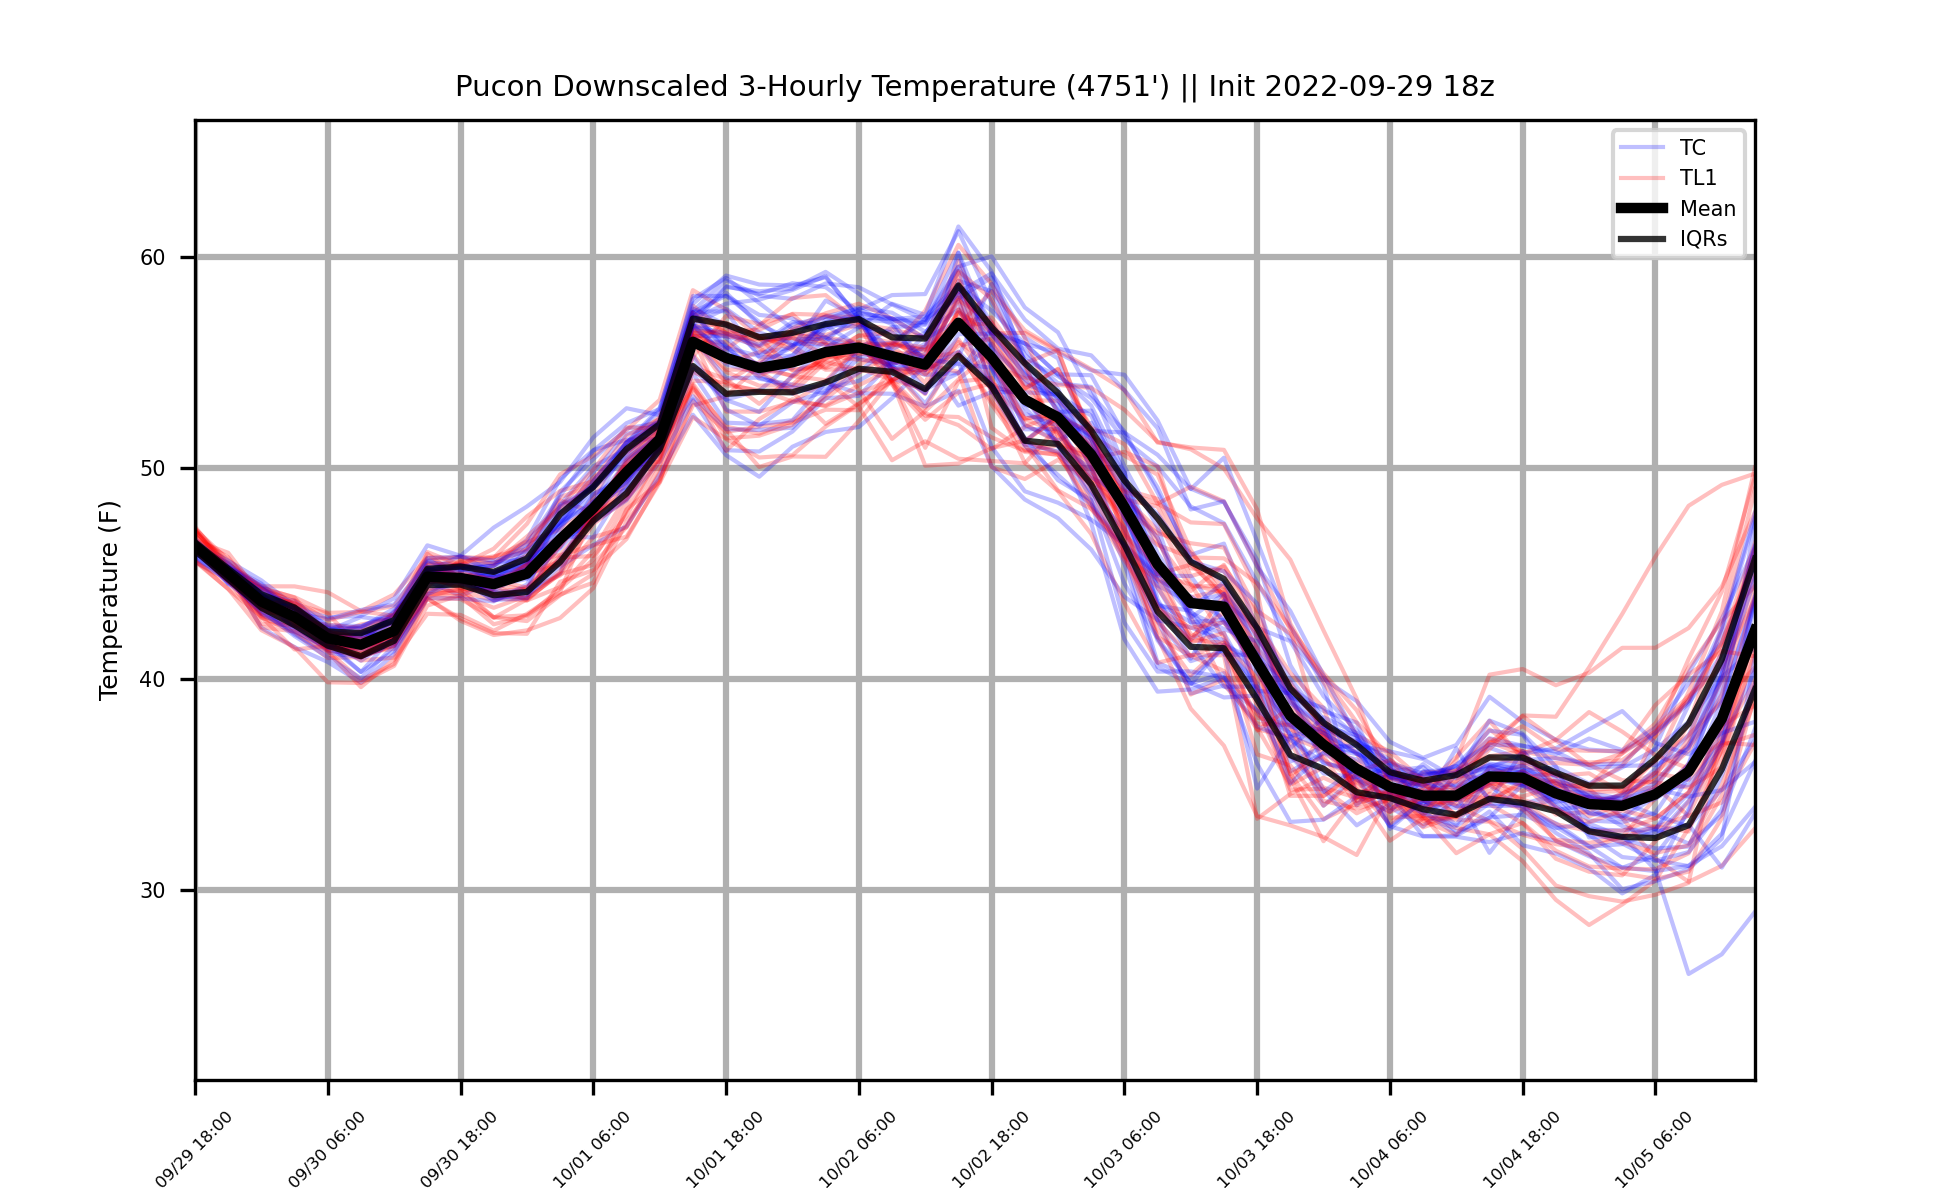 Pucon Downscaled 3-Hourly Temperature (4751') || Init 2022-09-29 18z
TC
TL1
Mean
IQRs
Temperature (F)
60
50
40
30
09/29 18:00
09/30 06:00
09/30 18:00
10/01 06:00
10/01 18:00
10/02 06:00
10/02 18:00
10/03 06:00
10/03 18:00
10/04 06:00
10/04 18:00
10/05 06:00